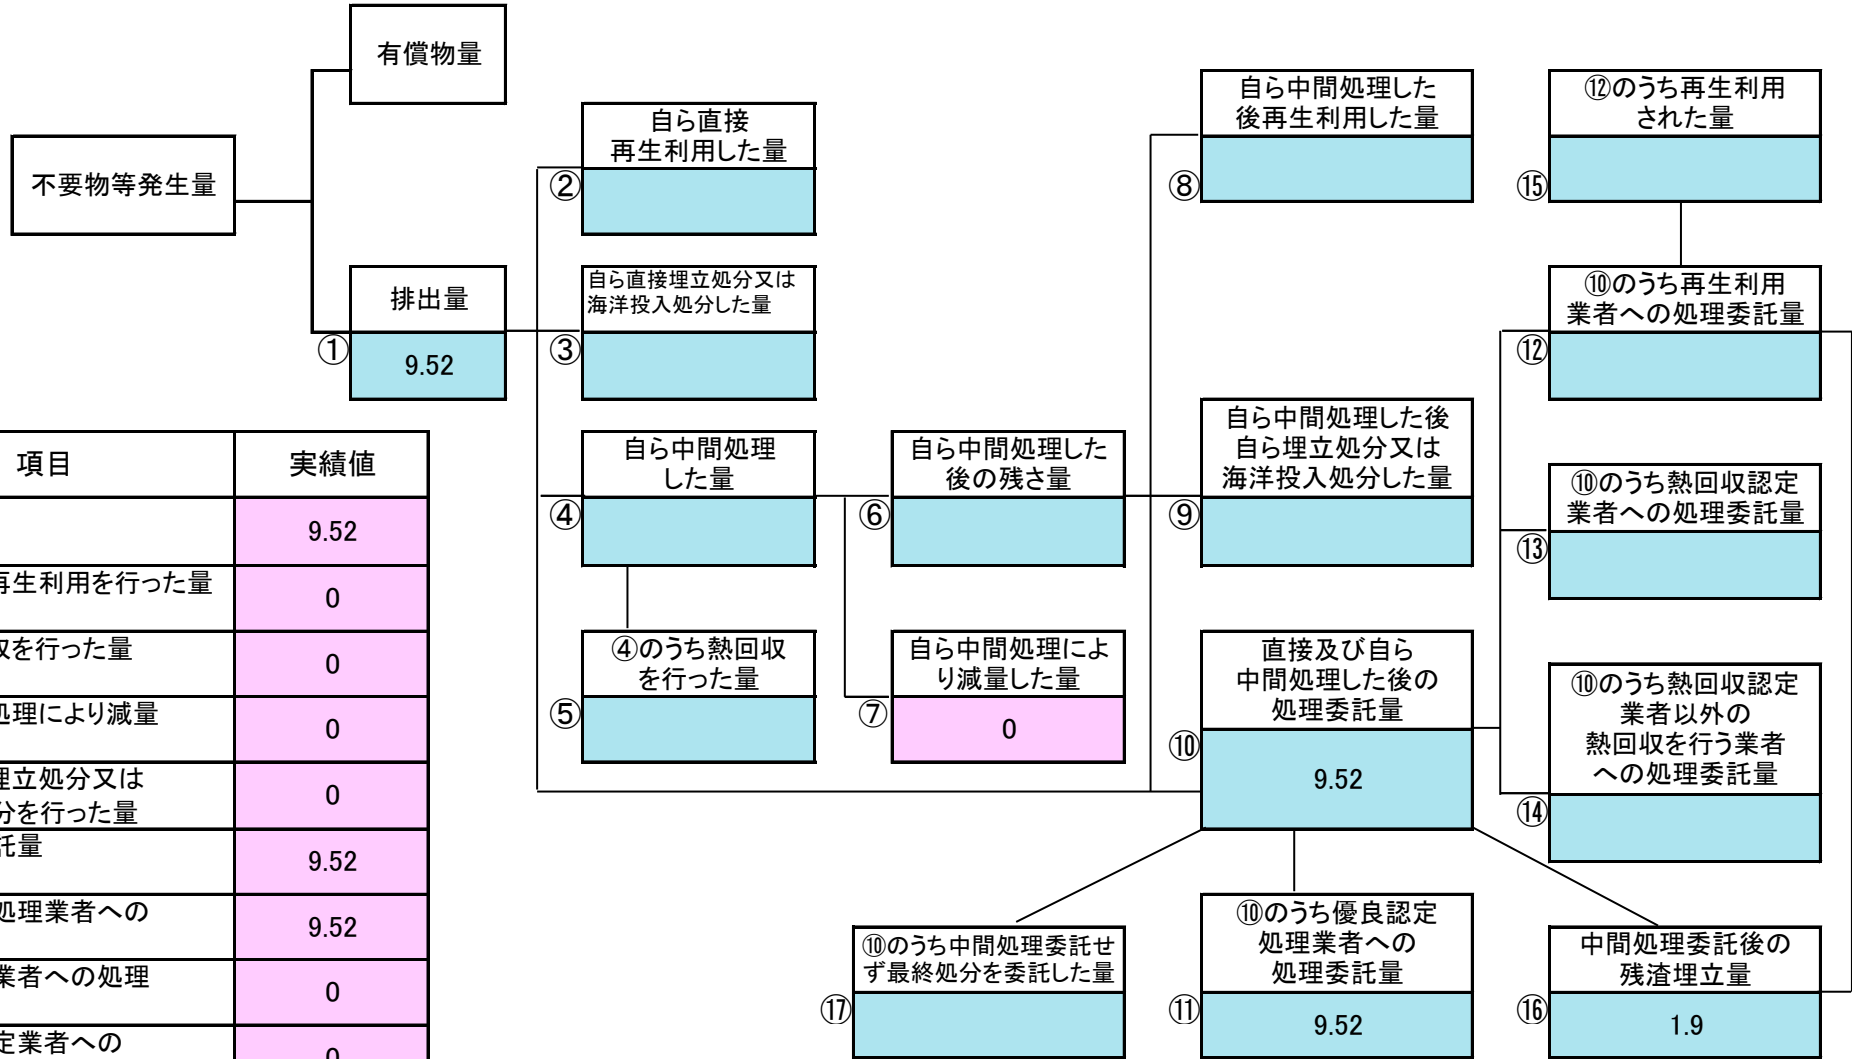 有償物量
不要物等発生量
排出量
①
9.52
自ら直接
再生利用した量
②
自ら直接埋立処分又は
海洋投入処分した量
③
自ら中間処理
した量
④
④のうち熱回収
を行った量
⑤
自ら中間処理した
後の残さ量
⑥
自ら中間処理によ
り減量した量
⑦
0
自ら中間処理した
後再生利用した量
⑧
自ら中間処理した後
自ら埋立処分又は
海洋投入処分した量
⑨
直接及び自ら
中間処理した後の
処理委託量
⑩
9.52
⑫のうち再生利用
された量
⑮
⑩のうち再生利用
業者への処理委託量
⑫
⑩のうち熱回収認定
業者への処理委託量
⑬
⑩のうち熱回収認定
業者以外の
熱回収を行う業者
への処理委託量
⑭
⑩のうち中間処理委託せ
ず最終処分を委託した量
⑰
⑩のうち優良認定
処理業者への
処理委託量
⑪
9.52
中間処理委託後の
残渣埋立量
⑯
1.9
項目 実績値
9.52
再生利用を行った量
0
収を行った量
0
処理により減量
0
埋立処分又は
分を行った量
0
託量
9.52
処理業者への
9.52
業者への処理
0
定業者への
0